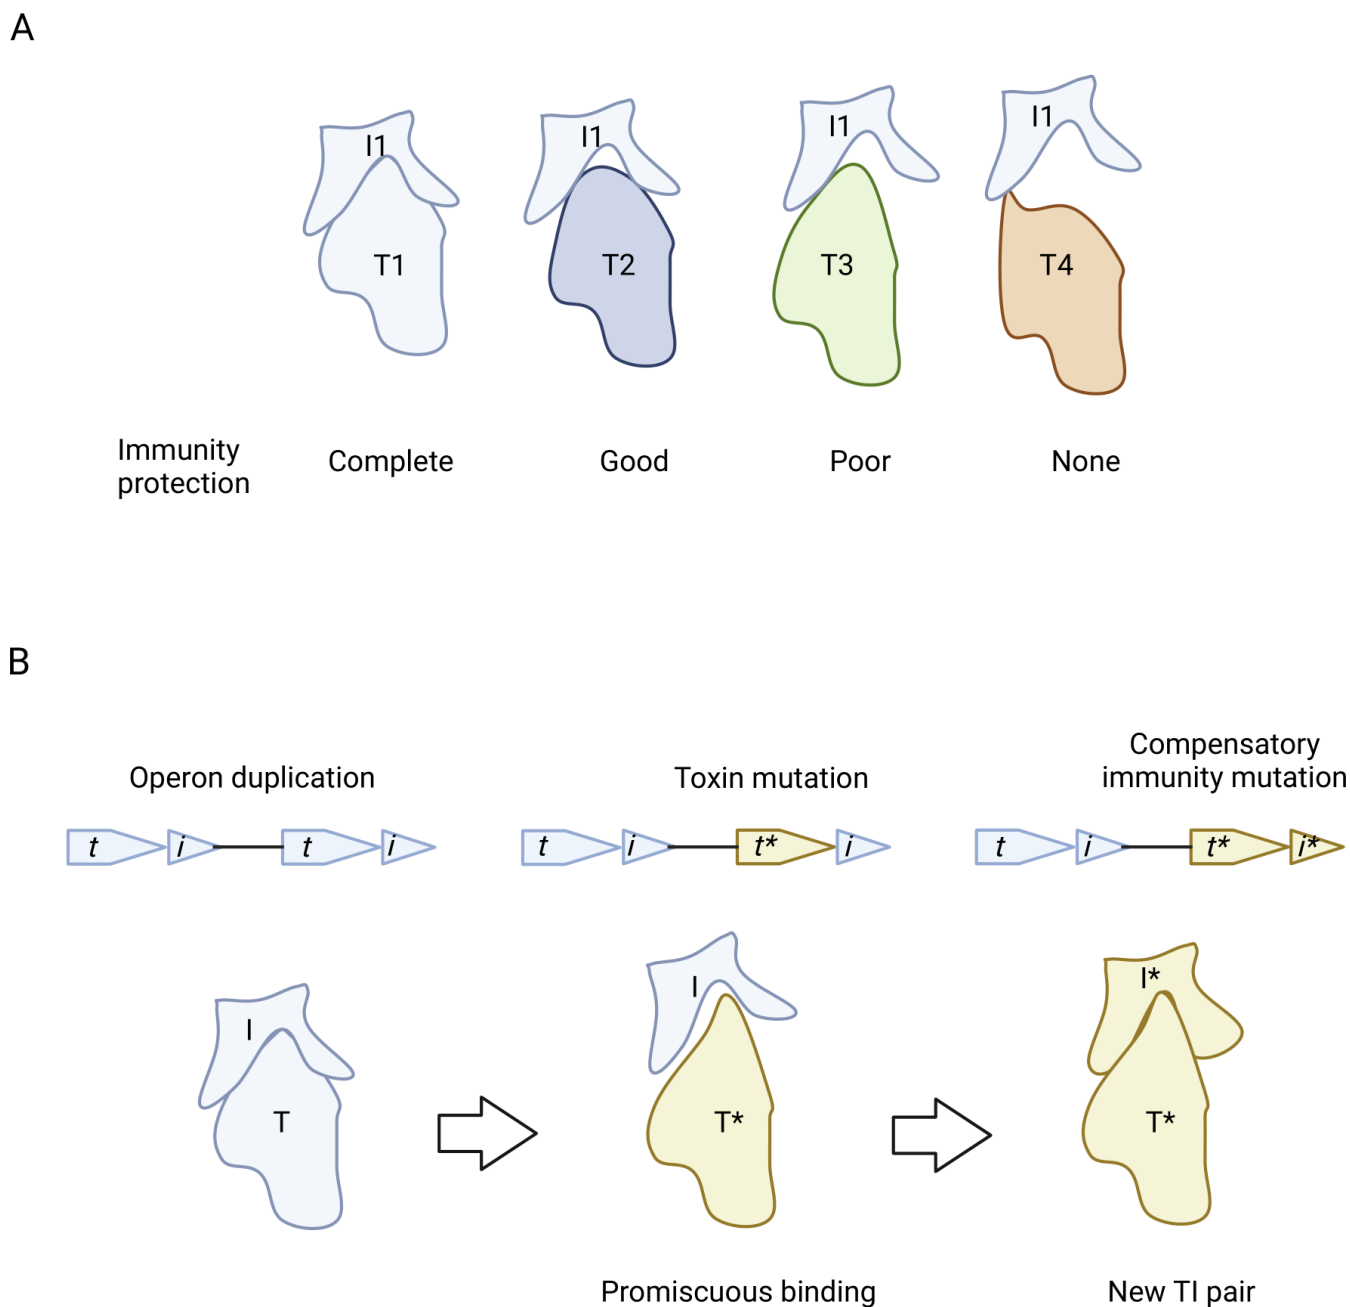 A
I1 I1 I1 I1
T1 T2 T3 T4
Immunity
protection
Complete Good Poor None
B
Operon duplication Toxin mutation Compensatory
immunity mutation
t i t i t i t* i t i t* i*
I I I*
T T* T*
Promiscuous binding New TI pair